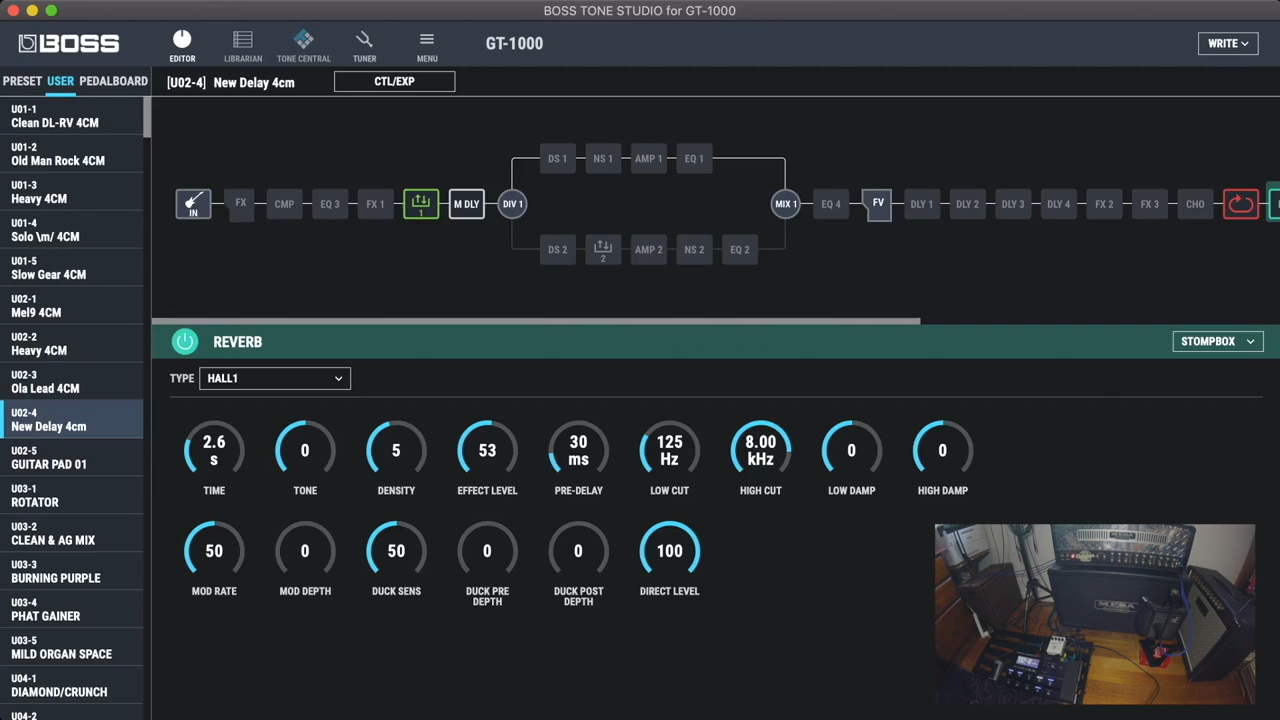 BOSS TONE STUDIO for GT-1000
BOSS
EDITOR
LIBRARIAN
TONE CENTRAL
TUNER
MENU
GT-1000
WRITE
PRESET USER PEDALBOARD
[U02-4] New Delay 4cm
CTL/EXP
U01-1
Clean DL-RV 4CM
U01-2
Old Man Rock 4CM
U01-3
Heavy 4CM
U01-4
Solo \m/ 4CM
U01-5
Slow Gear 4CM
U02-1
Mel9 4CM
U02-2
Heavy 4CM
U02-3
Ola Lead 4CM
U02-4
New Delay 4cm
U02-5
GUITAR PAD 01
U03-1
ROTATOR
U03-2
CLEAN & AG MIX
U03-3
BURNING PURPLE
U03-4
PHAT GAINER
U03-5
MILD ORGAN SPACE
U04-1
DIAMOND/CRUNCH
U04-2
DS 1 NS 1 AMP 1 EQ 1
IN FX CMP EQ 3 FX 1 1 M DLY DIV 1 MIX 1 EQ 4 FV DLY 1 DLY 2 DLY 3 DLY 4 FX 2 FX 3 CHO
DS 2 2 AMP 2 NS 2 EQ 2
REVERB
STOMPBOX
TYPE HALL1
2.6 s
TIME
0
TONE
5
DENSITY
53
EFFECT LEVEL
30 ms
PRE-DELAY
125 Hz
LOW CUT
8.00 kHz
HIGH CUT
0
LOW DAMP
0
HIGH DAMP
50
MOD RATE
0
MOD DEPTH
50
DUCK SENS
0
DUCK PRE
DEPTH
0
DUCK POST
DEPTH
100
DIRECT LEVEL